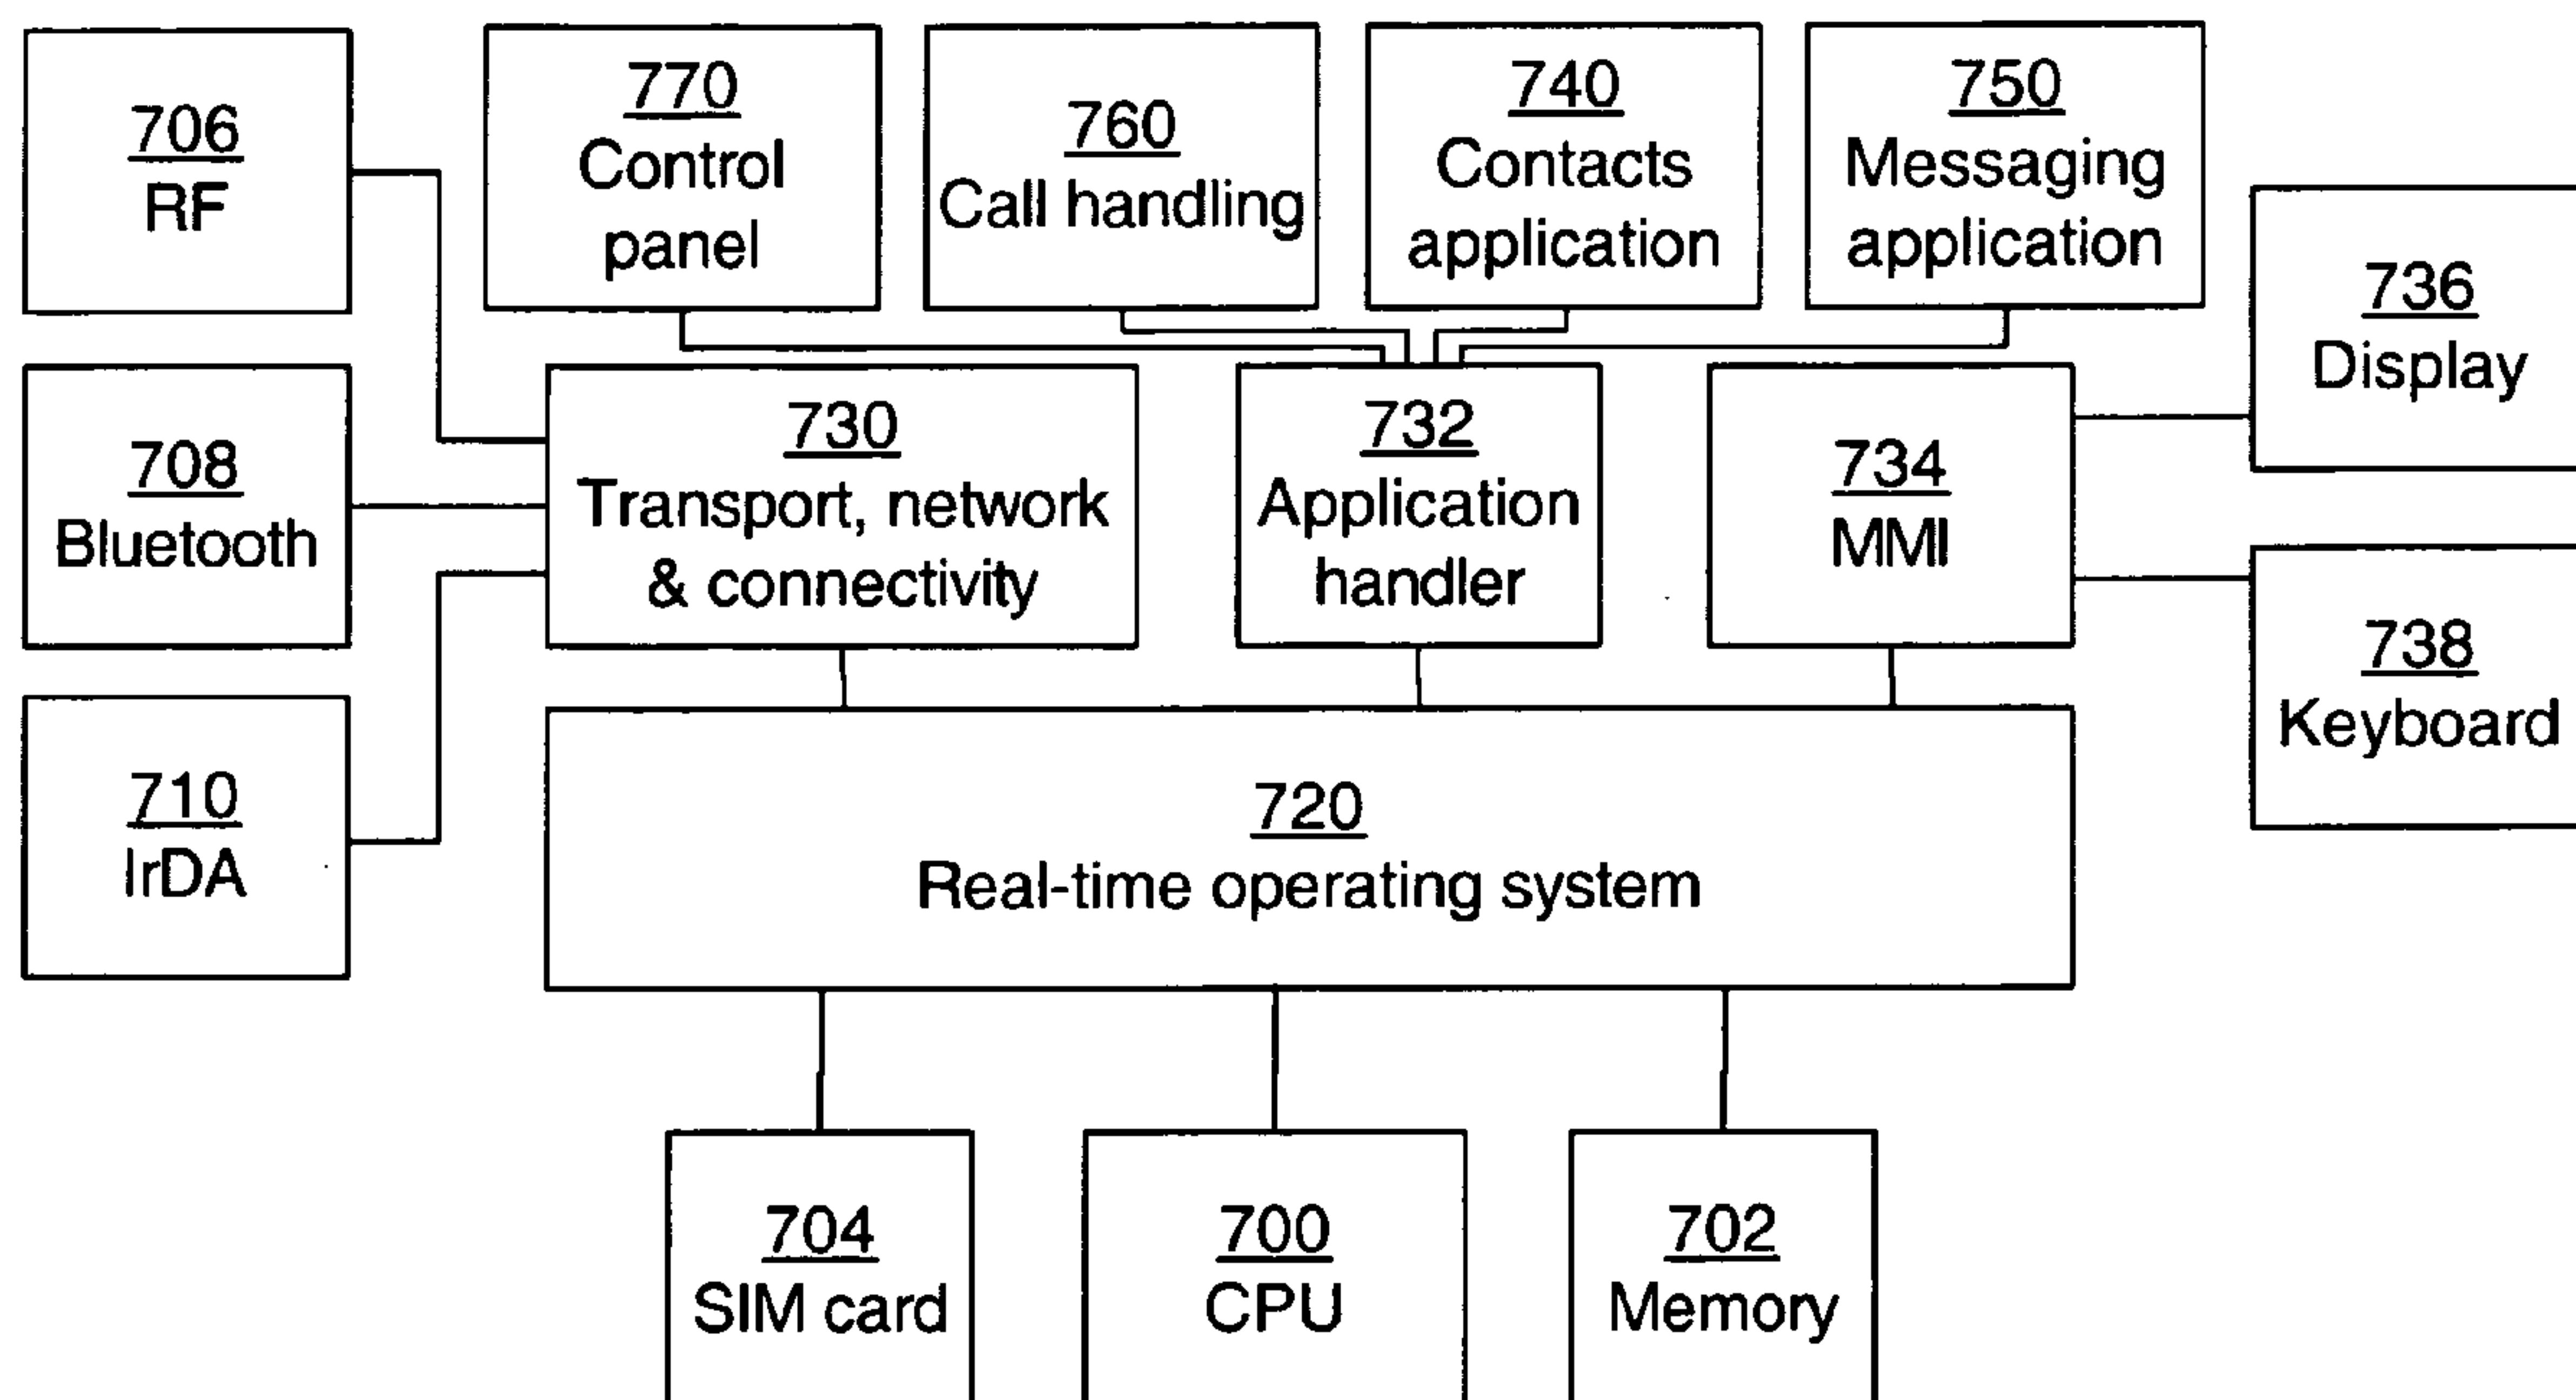 706
RF
770
Control
panel
760
Call handling
740
Contacts
application
750
Messaging
application
736
Display
708
Bluetooth
730
Transport, network
& connectivity
732
Application
handler
734
MMI
738
Keyboard
710
IrDA
720
Real-time operating system
704
SIM card
700
CPU
702
Memory